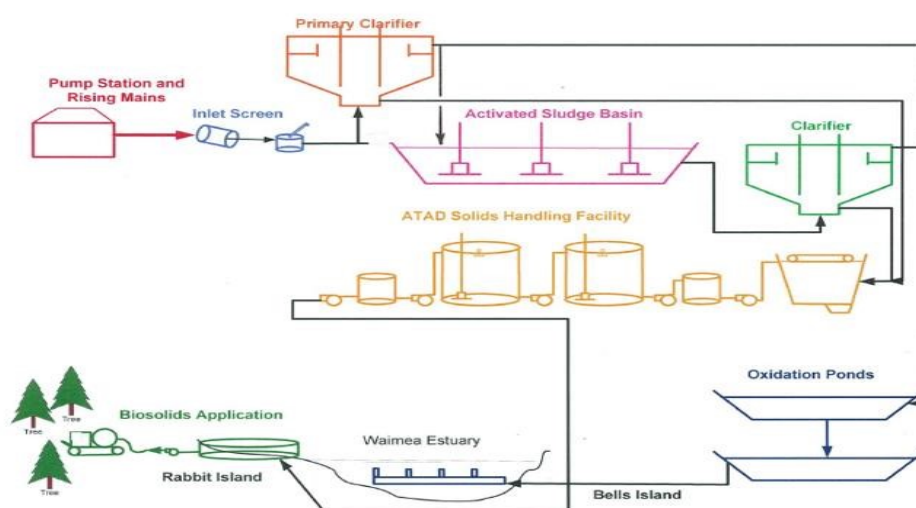 Primary Clarifier
Pump Station and
Rising Mains
Inlet Screen
Activated Sludge Basin
Clarifier
ATAD Solids Handling Facility
Oxidation Ponds
Tree
Tree
Biosolids Application
Waimea Estuary
Rabbit Island
Bells Island
Tree